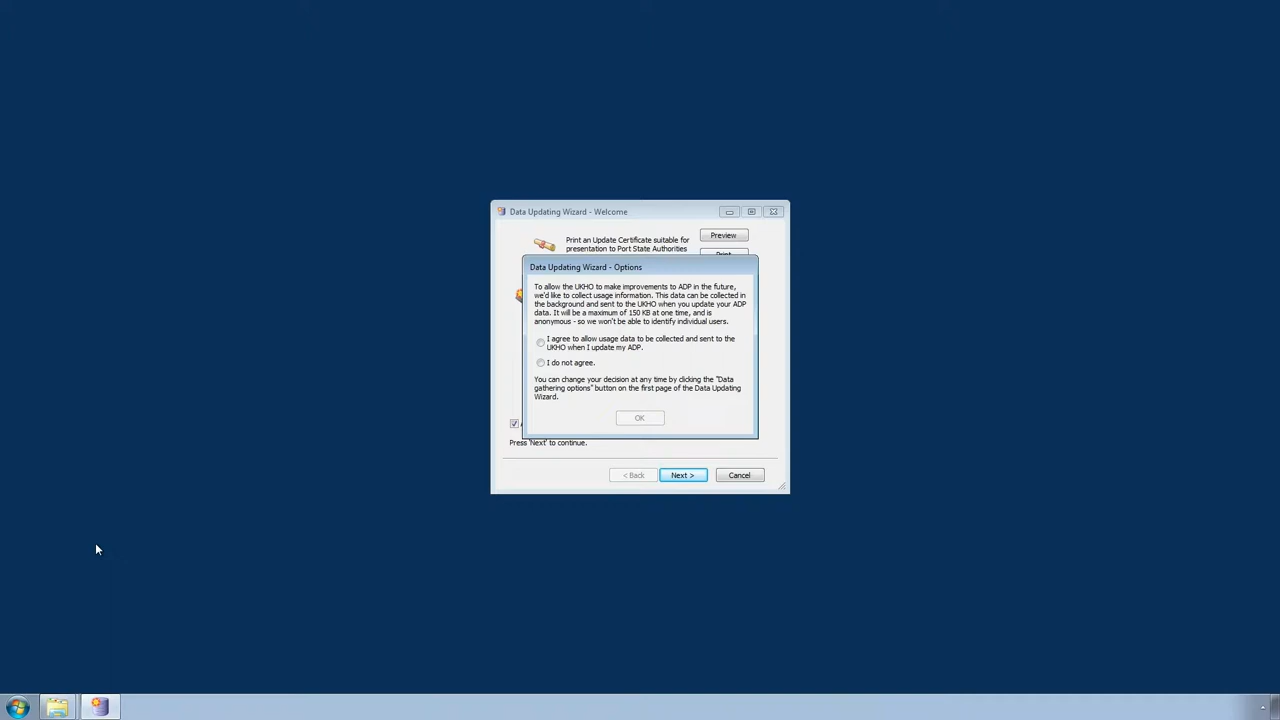 Data Updating Wizard - Welcome
Print an Update Certificate suitable for
presentation to Port State Authorities
Preview
Data Updating Wizard - Options
To allow the UKHO to make improvements to ADP in the future,
we'd like to collect usage information. This data can be collected in
the background and sent to the UKHO when you update your ADP
data. It will be a maximum of 150 KB at one time, and is
anonymous - so we won't be able to identify individual users.
I agree to allow usage data to be collected and sent to the
UKHO when I update my ADP.
I do not agree.
You can change your decision at any time by clicking the "Data
gathering options" button on the first page of the Data Updating
Wizard.
OK
Press 'Next' to continue.
< Back
Next >
Cancel